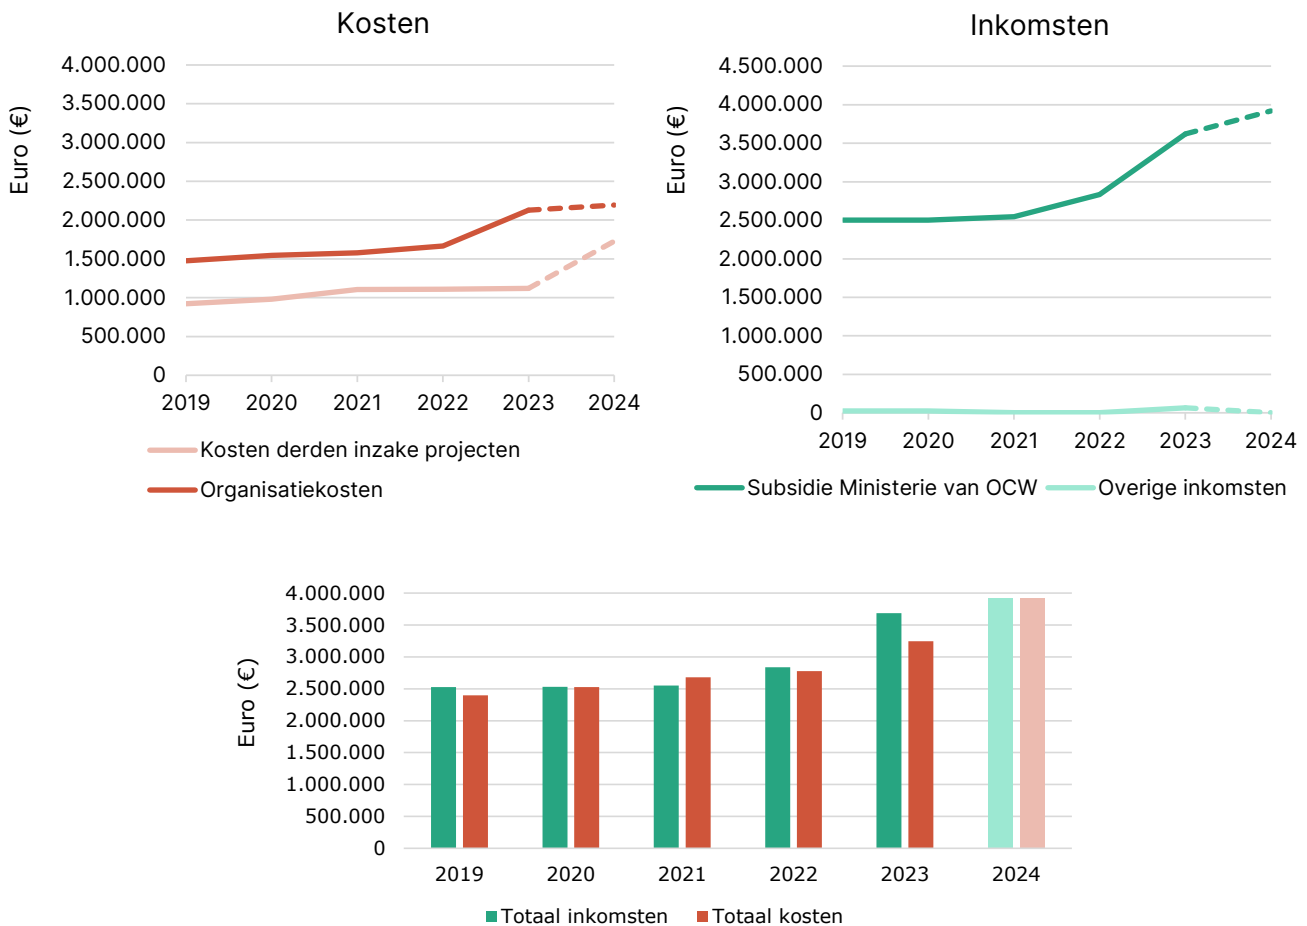 Kosten
4.000.000
3.500.000
3.000.000
2.500.000
2.000.000
1.500.000
1.000.000
500.000
0
Euro (€)
2019 2020 2021 2022 2023 2024
Kosten derden inzake projecten
Organisatiekosten
Inkomsten
4.500.000
4.000.000
3.500.000
3.000.000
2.500.000
2.000.000
1.500.000
1.000.000
500.000
0
Euro (€)
2019 2020 2021 2022 2023 2024
Subsidie Ministerie van OCW Overige inkomsten
4.000.000
3.500.000
3.000.000
2.500.000
2.000.000
1.500.000
1.000.000
500.000
0
Euro (€)
2019 2020 2021 2022 2023 2024
Totaal inkomsten Totaal kosten